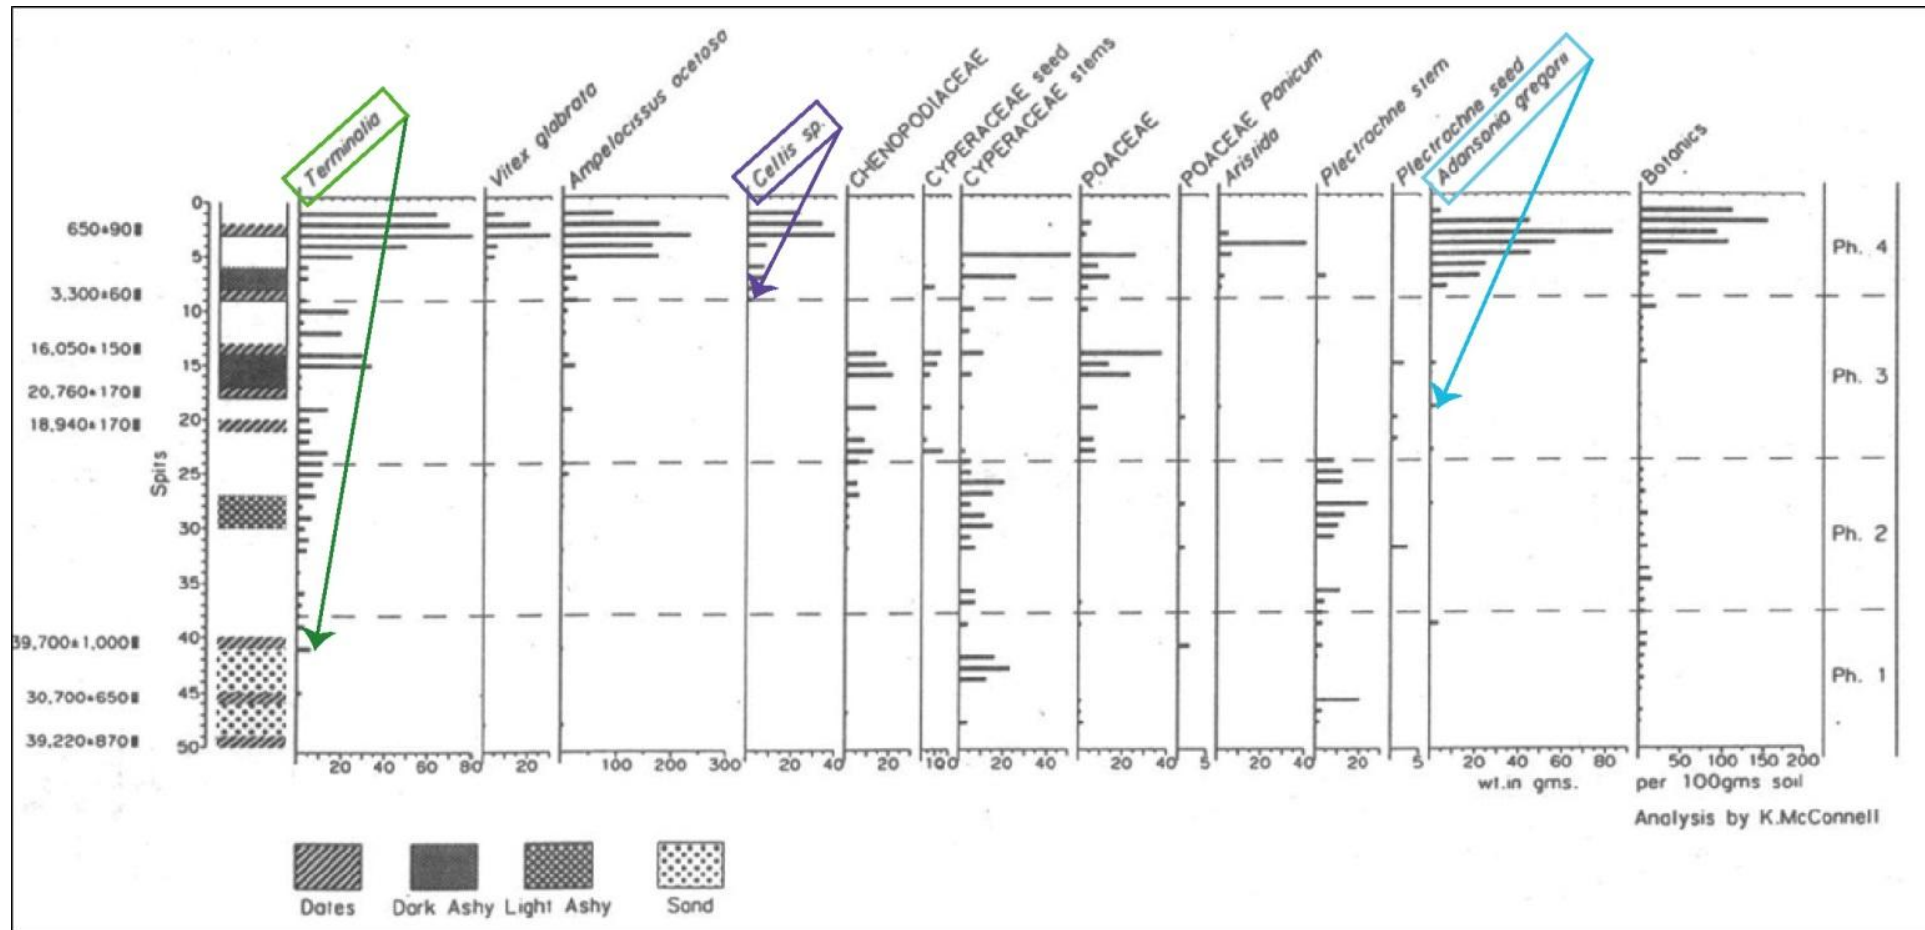 Terminalia
Vitex glabrata
Ampelocissus acetosa
Celtis sp.
CHENOPODIACEAE
CYPERACEAE seed
CYPERACEAE stems
POACEAE
POACEAE Panicum
Aristida
Plectrachne stem
Plectrachne seed
Adansonia gregorii
Botanics
650±90
3,300±60
16,050±150
20,760±170
18,940±170
39,700±1,000
30,700±650
39,220±870
Spits
0
5
10
15
20
25
30
35
40
45
50
Ph. 4
Ph. 3
Ph. 2
Ph. 1
20 40 60 80 20 100 200 300 20 40 20 100 20 40 20 40 5 20 40 20 5 20 40 60 80 50 100 150 200
wt.in gms. per 100gms soil
Analysis by K.McConnell
Dates Dark Ashy Light Ashy Sand